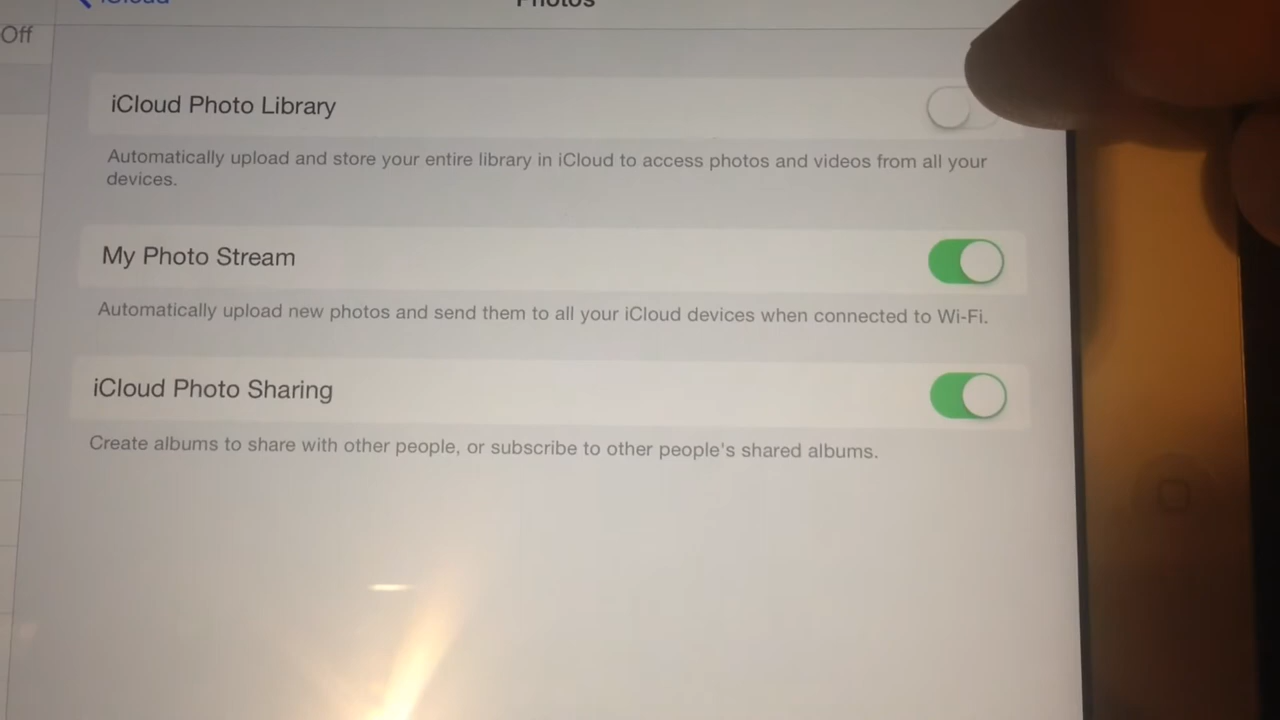 iCloud
Photos
Off
iCloud Photo Library
Automatically upload and store your entire library in iCloud to access photos and videos from all your
devices.
My Photo Stream
Automatically upload new photos and send them to all your iCloud devices when connected to Wi-Fi.
iCloud Photo Sharing
Create albums to share with other people, or subscribe to other people's shared albums.